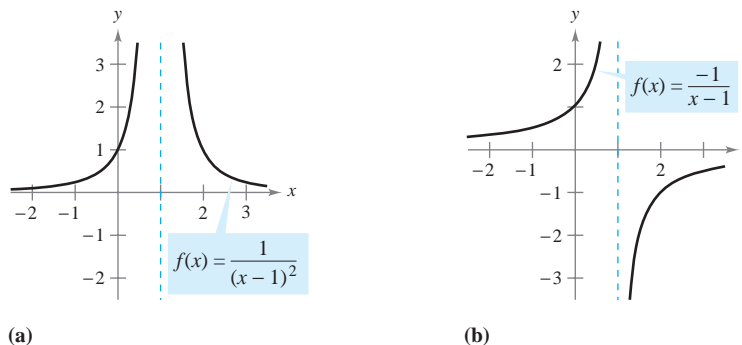 y
3
2
1
x
−2 −1 2 3
−1
f(x) = 1/(x − 1)²
−2
(a)
y
2
f(x) = −1/(x − 1)
−2 −1 2
−1
−2
−3
(b)